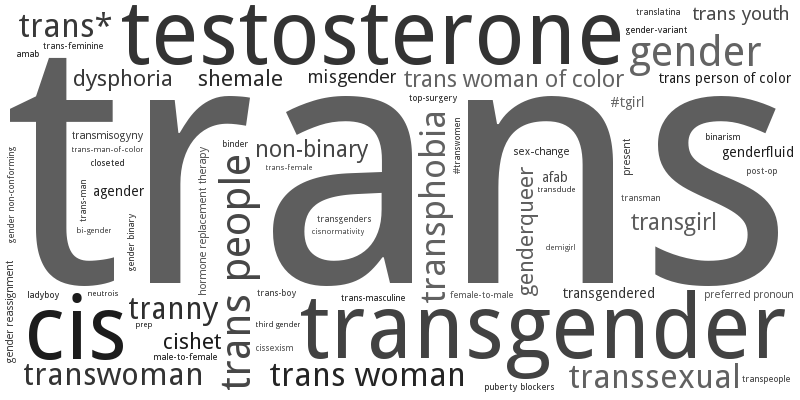 trans*
testosterone
translatina
trans youth
gender-variant
trans-feminine
amab
gender
dysphoria
shemale
misgender
trans woman of color
trans person of color
trans
top-surgery
#tgirl
transmisogyny
trans-man-of-color
closeted
binder
non-binary
trans-female
transphobia
#transwomen
sex-change
present
binarism
genderfluid
post-op
gender non-conforming
trans-man
agender
hormone replacement therapy
trans people
genderqueer
afab
transdude
transman
bi-gender
gender binary
transgenders
cisnormativity
demigirl
transgirl
gender reassignment
ladyboy
neutrois
trans-boy
trans-masculine
female-to-male
transgendered
preferred pronoun
cis
tranny
prep
cishet
male-to-female
third gender
cissexism
transgender
transwoman
trans woman
puberty blockers
transsexual
transpeople